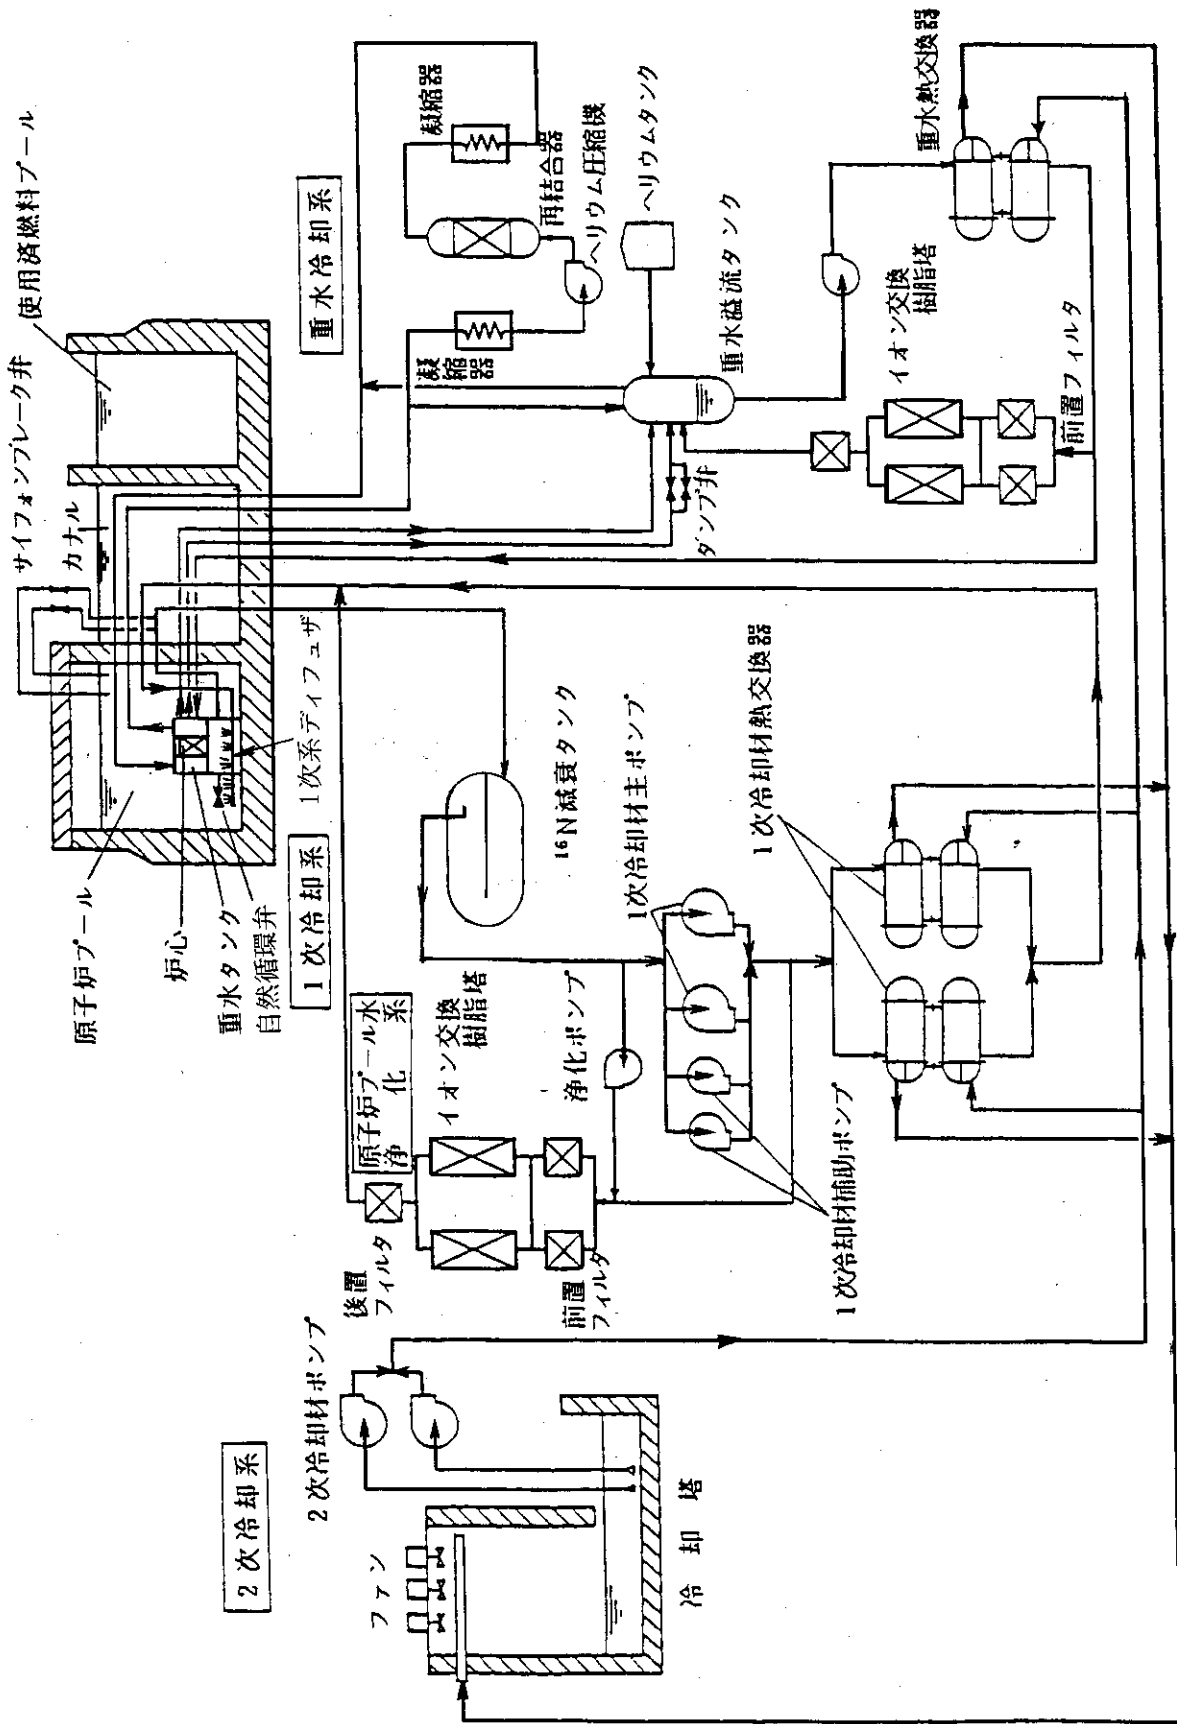 使用済燃料プール
サイフォンブレーク弁
カナル
重水冷却系
凝縮器
再結合器
ヘリウム圧縮機
凝縮器
ヘリウムタンク
重水溢流タンク
ダンプ弁
重水熱交換器
イオン交換
樹脂塔
前置フィルタ
原子炉プール
炉心
重水タンク
自然循環弁
1次系ディフュザ
1次冷却系
16N減衰タンク
1次冷却材主ポンプ
1次冷却材熱交換器
原子炉プール水
浄化系
イオン交換
樹脂塔
浄化ポンプ
1次冷却材補助ポンプ
後置
フィルタ
前置
フィルタ
2次冷却系
2次冷却材ポンプ
ファン
冷却塔